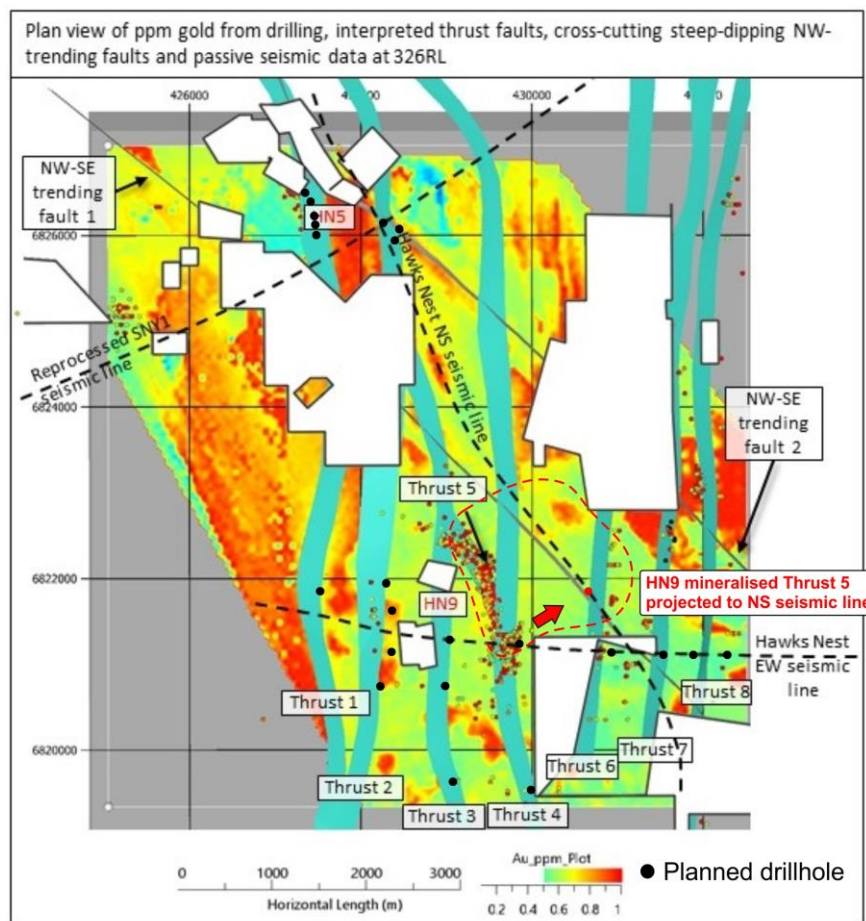 Plan view of ppm gold from drilling, interpreted thrust faults, cross-cutting steep-dipping NW-
trending faults and passive seismic data at 326RL
426000
430000
NW-SE
trending
fault 1
HN5
6826000
Hawks Nest NS seismic line
Reprocessed SNY1
seismic line
6824000
NW-SE
trending
fault 2
Thrust 5
6822000
HN9 mineralised Thrust 5
projected to NS seismic line
HN9
Hawks Nest
EW seismic
line
Thrust 1
Thrust 8
6820000
Thrust 7
Thrust 6
Thrust 2
Thrust 3
Thrust 4
Au_ppm_Plot
Planned drillhole
0 1000 2000 3000
Horizontal Length (m)
0.2 0.4 0.6 0.8 1